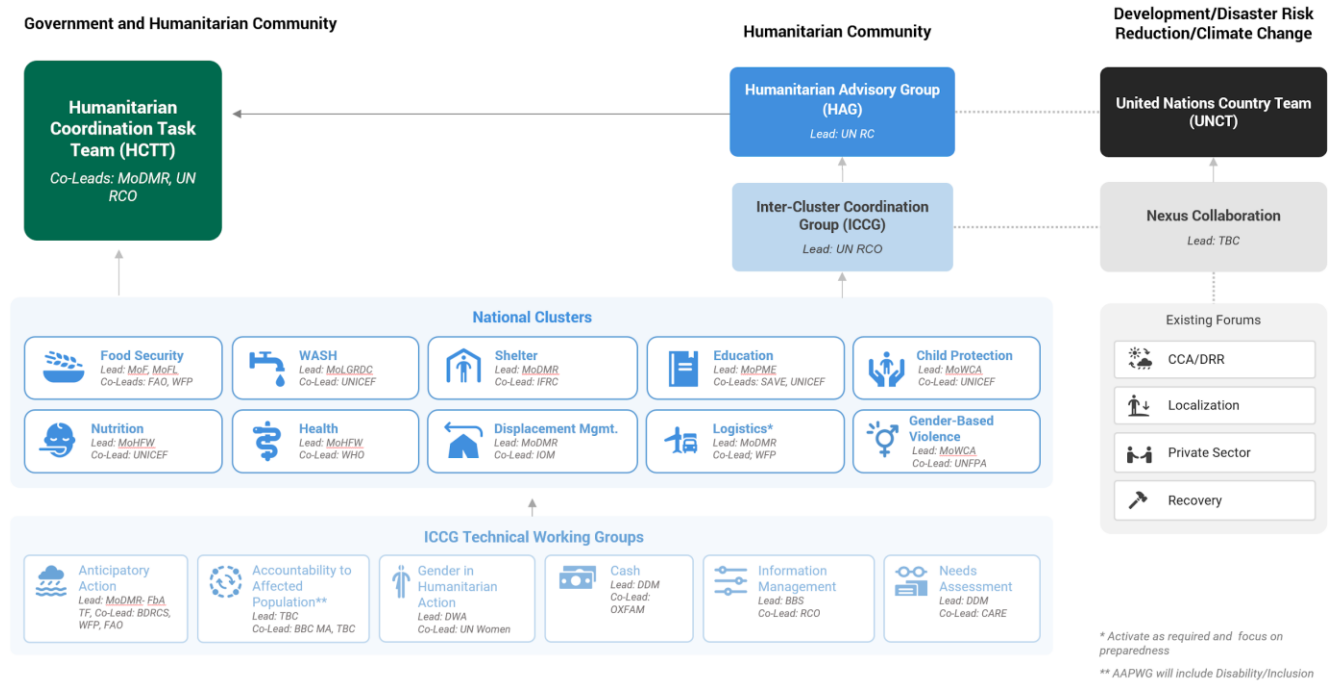 Government and Humanitarian Community
Humanitarian Community
Development/Disaster Risk
Reduction/Climate Change
Humanitarian
Coordination Task
Team (HCTT)
Co-Leads: MoDMR, UN
RCO
Humanitarian Advisory Group
(HAG)
Lead: UN RC
United Nations Country Team
(UNCT)
Inter-Cluster Coordination
Group (ICCG)
Lead: UN RCO
Nexus Collaboration
Lead: TBC
National Clusters
Food Security
Lead: MoF, MoFL
Co-Leads: FAO, WFP
WASH
Lead: MoLGRDC
Co-Lead: UNICEF
Shelter
Lead: MoDMR
Co-Lead: IFRC
Education
Lead: MoPME
Co-Leads: SAVE, UNICEF
Child Protection
Lead: MoWCA
Co-Lead: UNICEF
Nutrition
Lead: MoHFW
Co-Lead: UNICEF
Health
Lead: MoHFW
Co-Lead: WHO
Displacement Mgmt.
Lead: MoDMR
Co-Lead: IOM
Logistics*
Lead: MoDMR
Co-Lead; WFP
Gender-Based
Violence
Lead: MoWCA
Co-Lead: UNFPA
ICCG Technical Working Groups
Anticipatory
Action
Lead: MoDMR- FbA
TF, Co-Lead: BDRCS,
WFP, FAO
Accountability to
Affected
Population**
Lead: TBC
Co-Lead: BBC MA, TBC
Gender in
Humanitarian
Action
Lead: DWA
Co-Lead: UN Women
Cash
Lead: DDM
Co-Lead:
OXFAM
Information
Management
Lead: BBS
Co-Lead: RCO
Needs
Assessment
Lead: DDM
Co-Lead: CARE
Existing Forums
CCA/DRR
Localization
Private Sector
Recovery
* Activate as required and focus on
preparedness
** AAPWG will include Disability/Inclusion